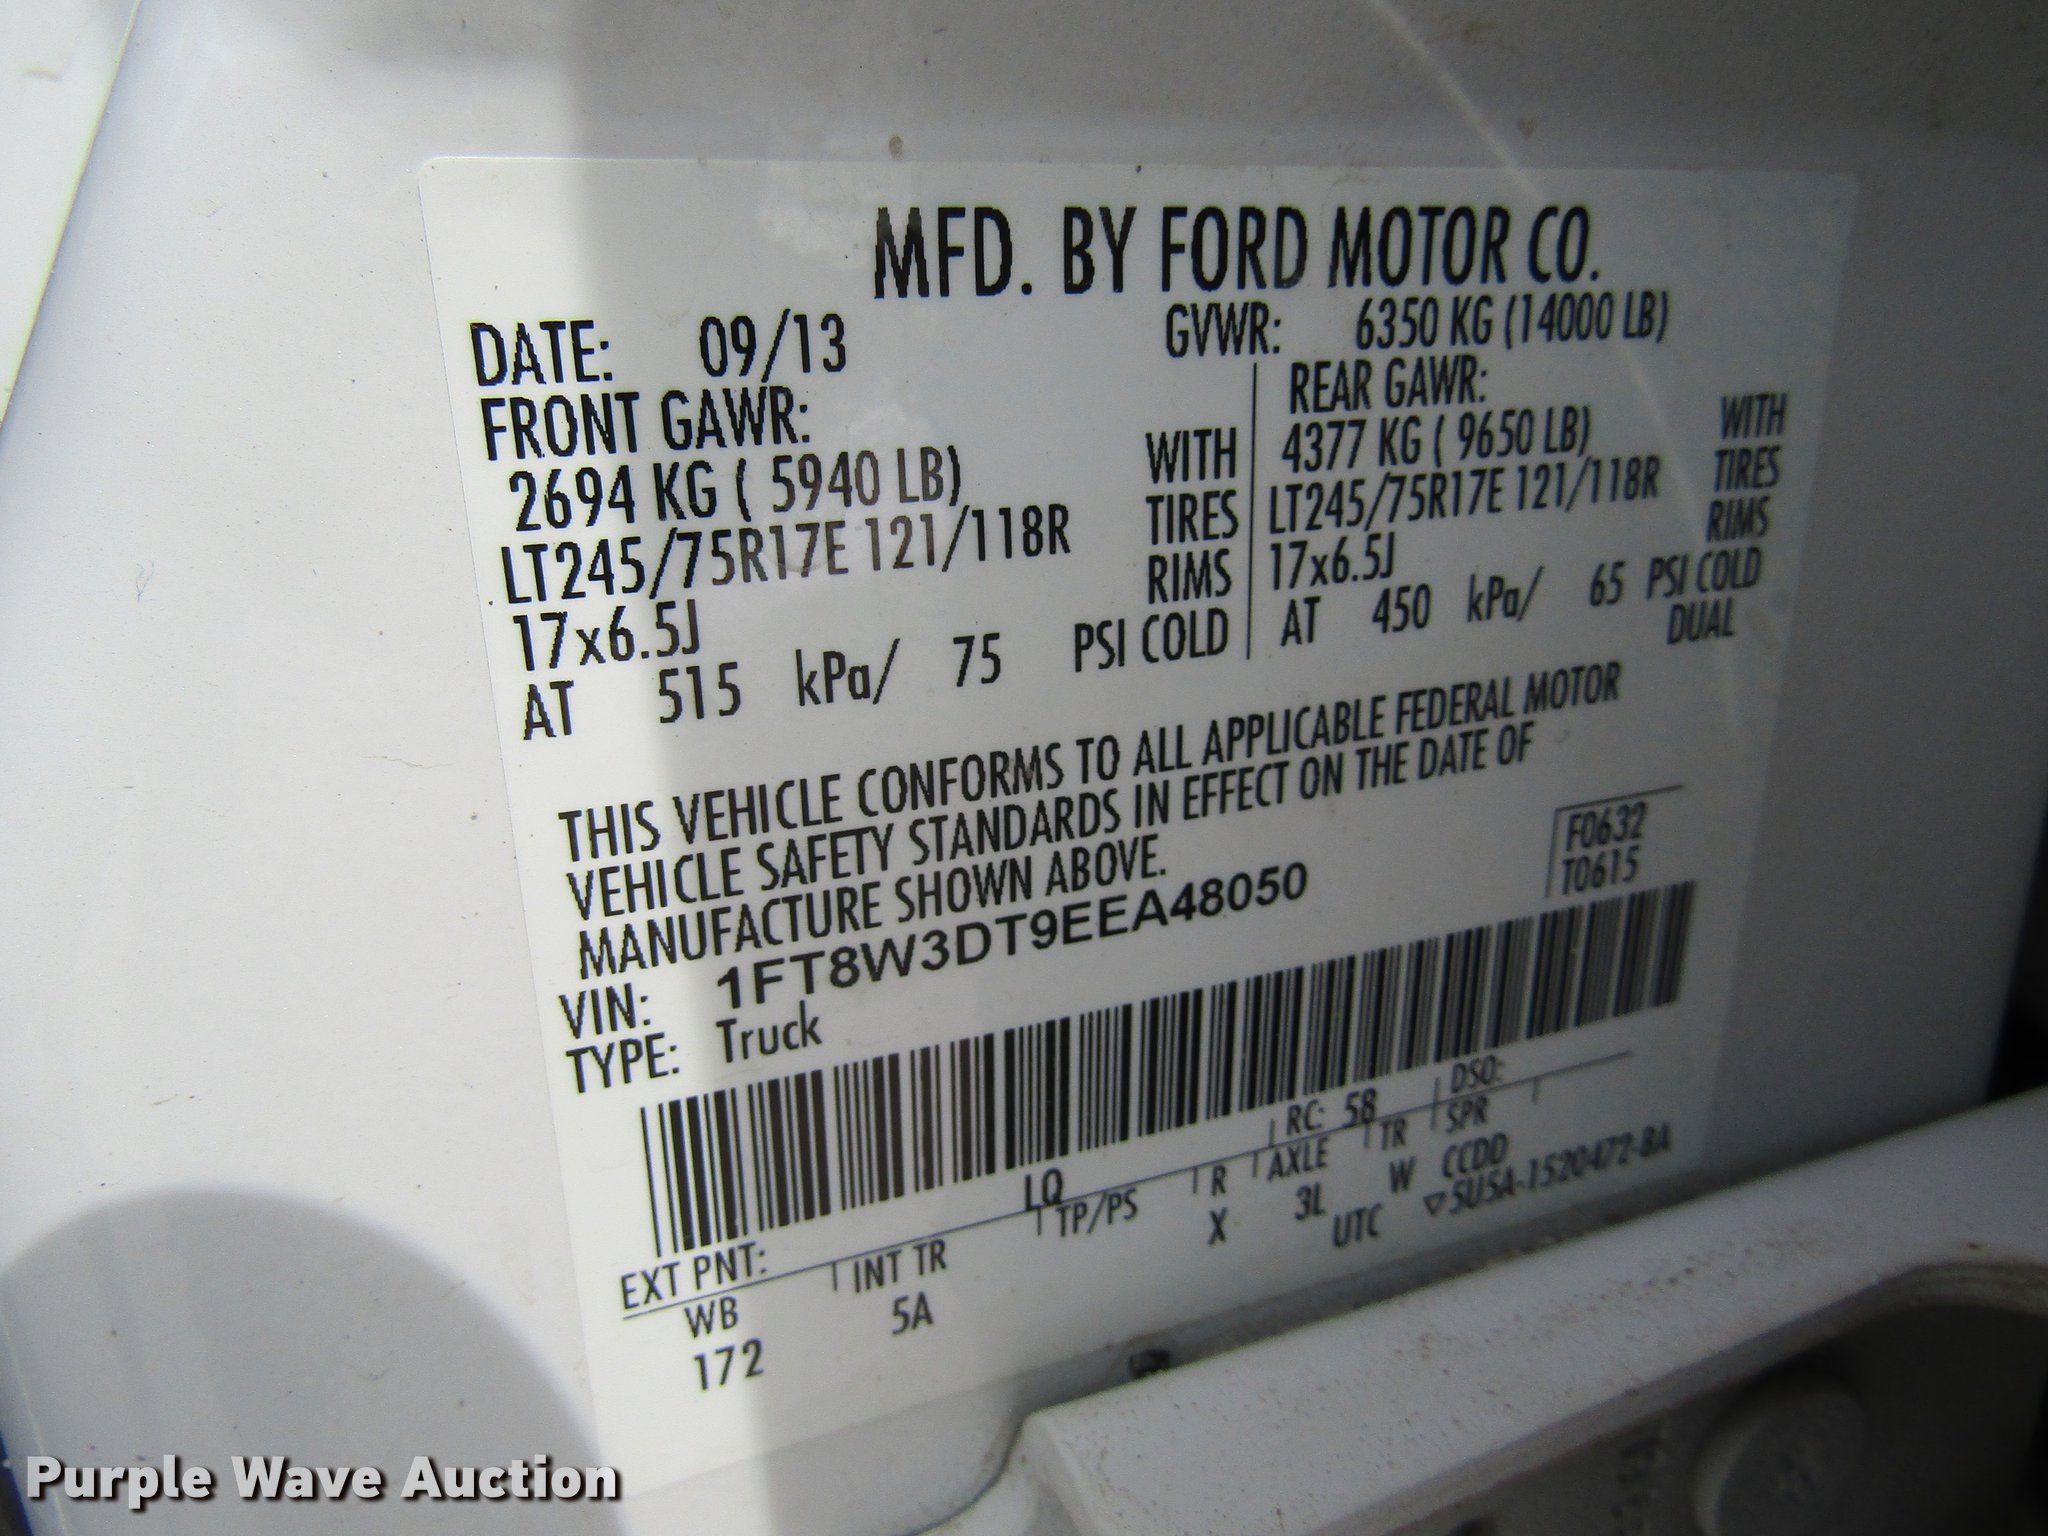 MFD. BY FORD MOTOR CO.
DATE: 09/13 GVWR: 6350 KG (14000 LB)
FRONT GAWR: REAR GAWR:
2694 KG ( 5940 LB) WITH 4377 KG ( 9650 LB) WITH
LT245/75R17E 121/118R TIRES LT245/75R17E 121/118R TIRES
17x6.5J RIMS 17x6.5J RIMS
AT 515 kPa/ 75 PSI COLD AT 450 kPa/ 65 PSI COLD
DUAL
THIS VEHICLE CONFORMS TO ALL APPLICABLE FEDERAL MOTOR
VEHICLE SAFETY STANDARDS IN EFFECT ON THE DATE OF
MANUFACTURE SHOWN ABOVE.
F0632
T0615
VIN: 1FT8W3DT9EEA48050
TYPE: Truck
EXT PNT: LQ RC: 58 DSO:
WB INT TR TP/PS R AXLE TR SPR
172 5A X 3L W CCDD
UTC ▽5U5A-1520472-BA
Purple Wave Auction